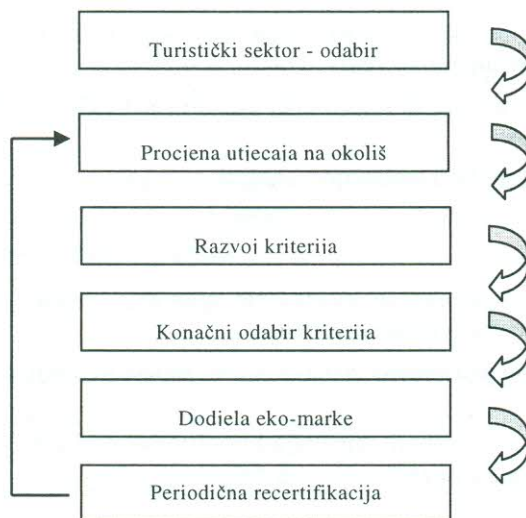 Turistički sektor - odabir
Procjena utjecaja na okoliš
Razvoj kriterija
Konačni odabir kriterija
Dodjela eko-marke
Periodična recertifikacija